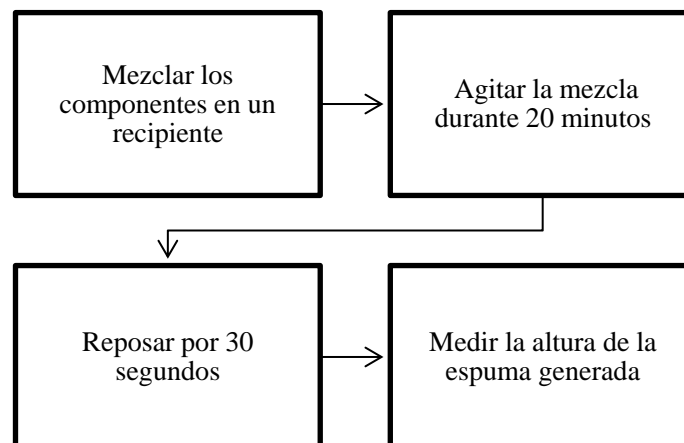 Mezclar los
componentes en un
recipiente
Agitar la mezcla
durante 20 minutos
Reposar por 30
segundos
Medir la altura de la
espuma generada